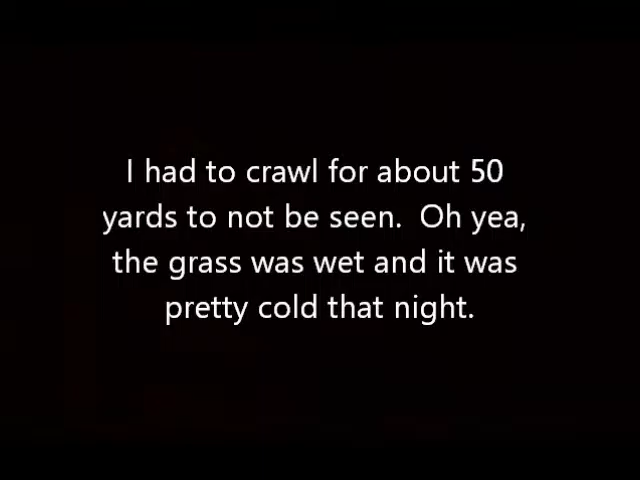 I had to crawl for about 50
yards to not be seen.  Oh yea,
the grass was wet and it was
pretty cold that night.